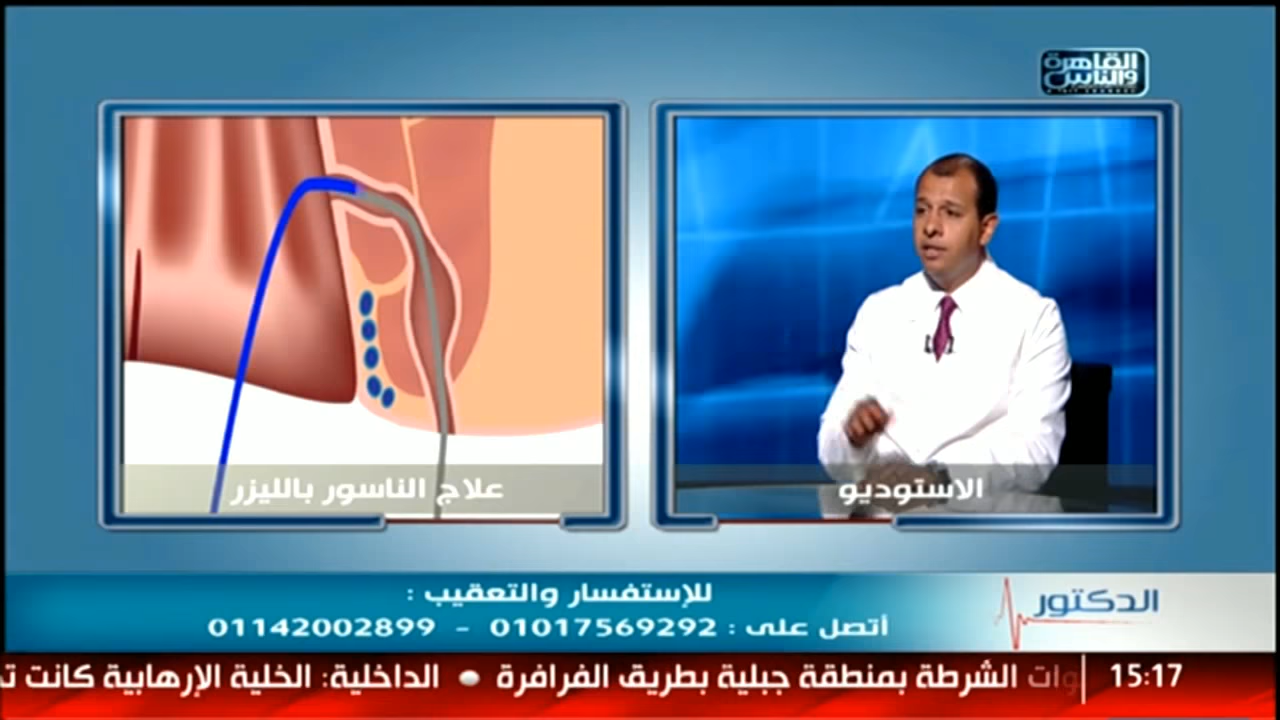 القاهرة
والناس
علاج الناسور بالليزر
الاستوديو
للإستفسار والتعقيب :
أتصل على : 01017569292 - 01142002899
الدكتور
15:17
الشرطة بمنطقة جبلية بطريق الفرافرة • الداخلية: الخلية الإرهابية كانت